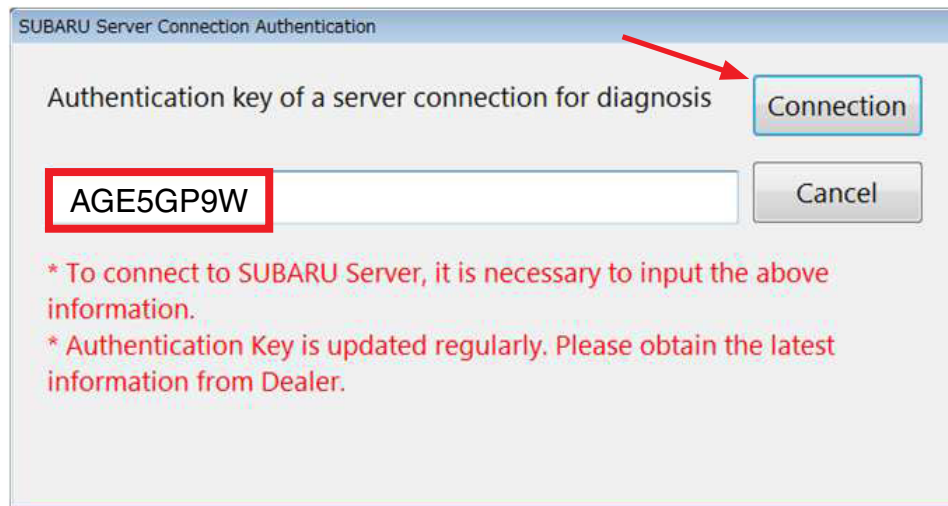 SUBARU Server Connection Authentication
Authentication key of a server connection for diagnosis
Connection
AGE5GP9W
Cancel
* To connect to SUBARU Server, it is necessary to input the above
information.
* Authentication Key is updated regularly. Please obtain the latest
information from Dealer.